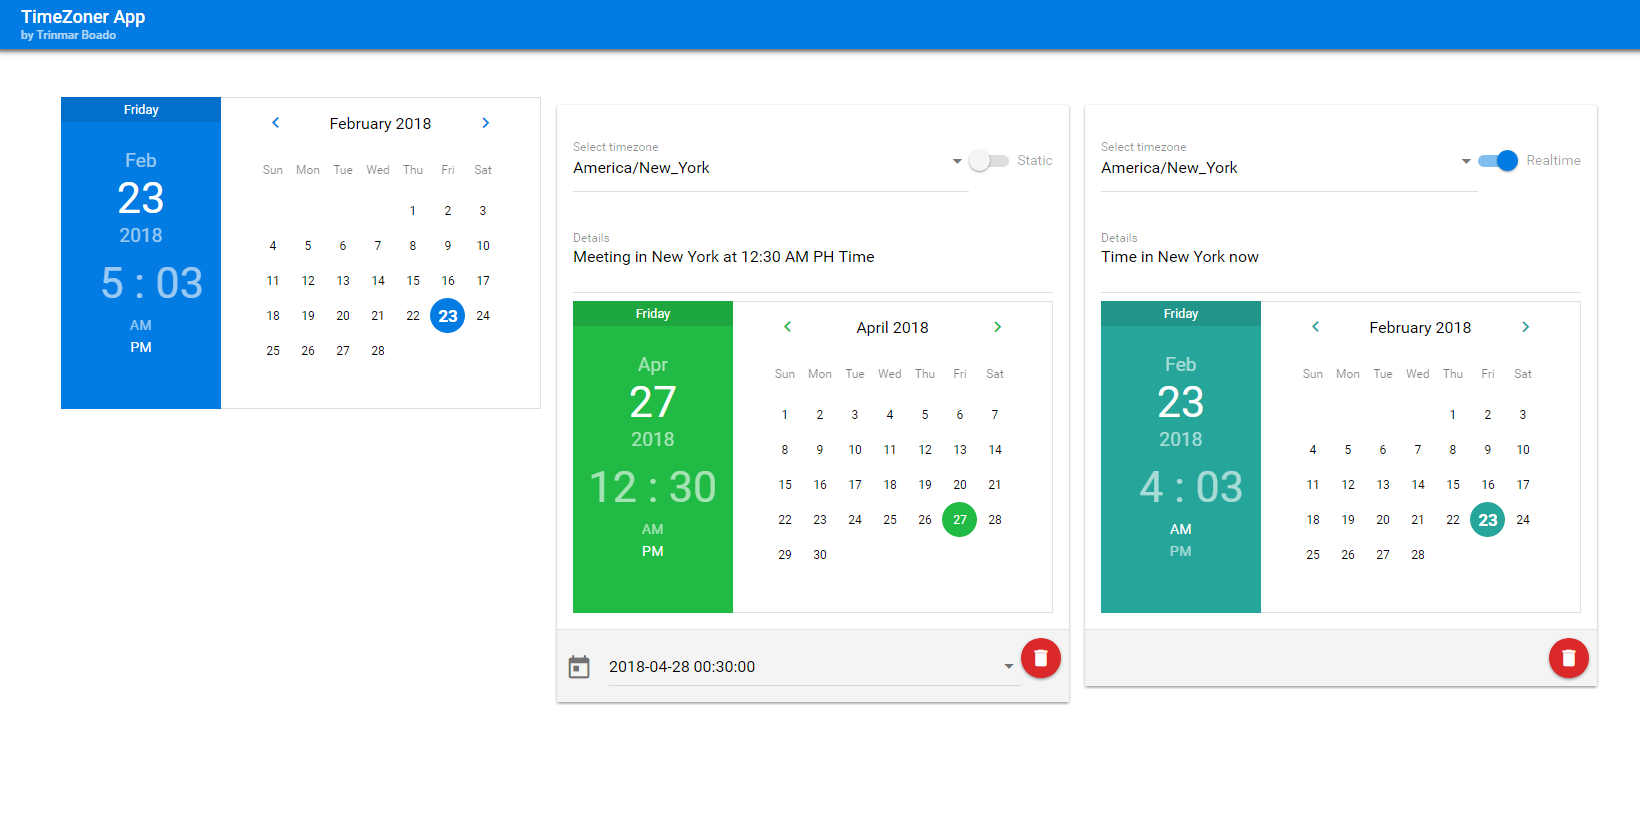 TimeZoner App
by Trinmar Boado
Friday
Feb
23
2018
5 : 03
AM
PM
February 2018
Sun Mon Tue Wed Thu Fri Sat
1 2 3
4 5 6 7 8 9 10
11 12 13 14 15 16 17
18 19 20 21 22 23 24
25 26 27 28
Select timezone
America/New_York
Static
Details
Meeting in New York at 12:30 AM PH Time
Friday
Apr
27
2018
12 : 30
AM
PM
April 2018
Sun Mon Tue Wed Thu Fri Sat
1 2 3 4 5 6 7
8 9 10 11 12 13 14
15 16 17 18 19 20 21
22 23 24 25 26 27 28
29 30
2018-04-28 00:30:00
Select timezone
America/New_York
Realtime
Details
Time in New York now
Friday
Feb
23
2018
4 : 03
AM
PM
February 2018
Sun Mon Tue Wed Thu Fri Sat
1 2 3
4 5 6 7 8 9 10
11 12 13 14 15 16 17
18 19 20 21 22 23 24
25 26 27 28